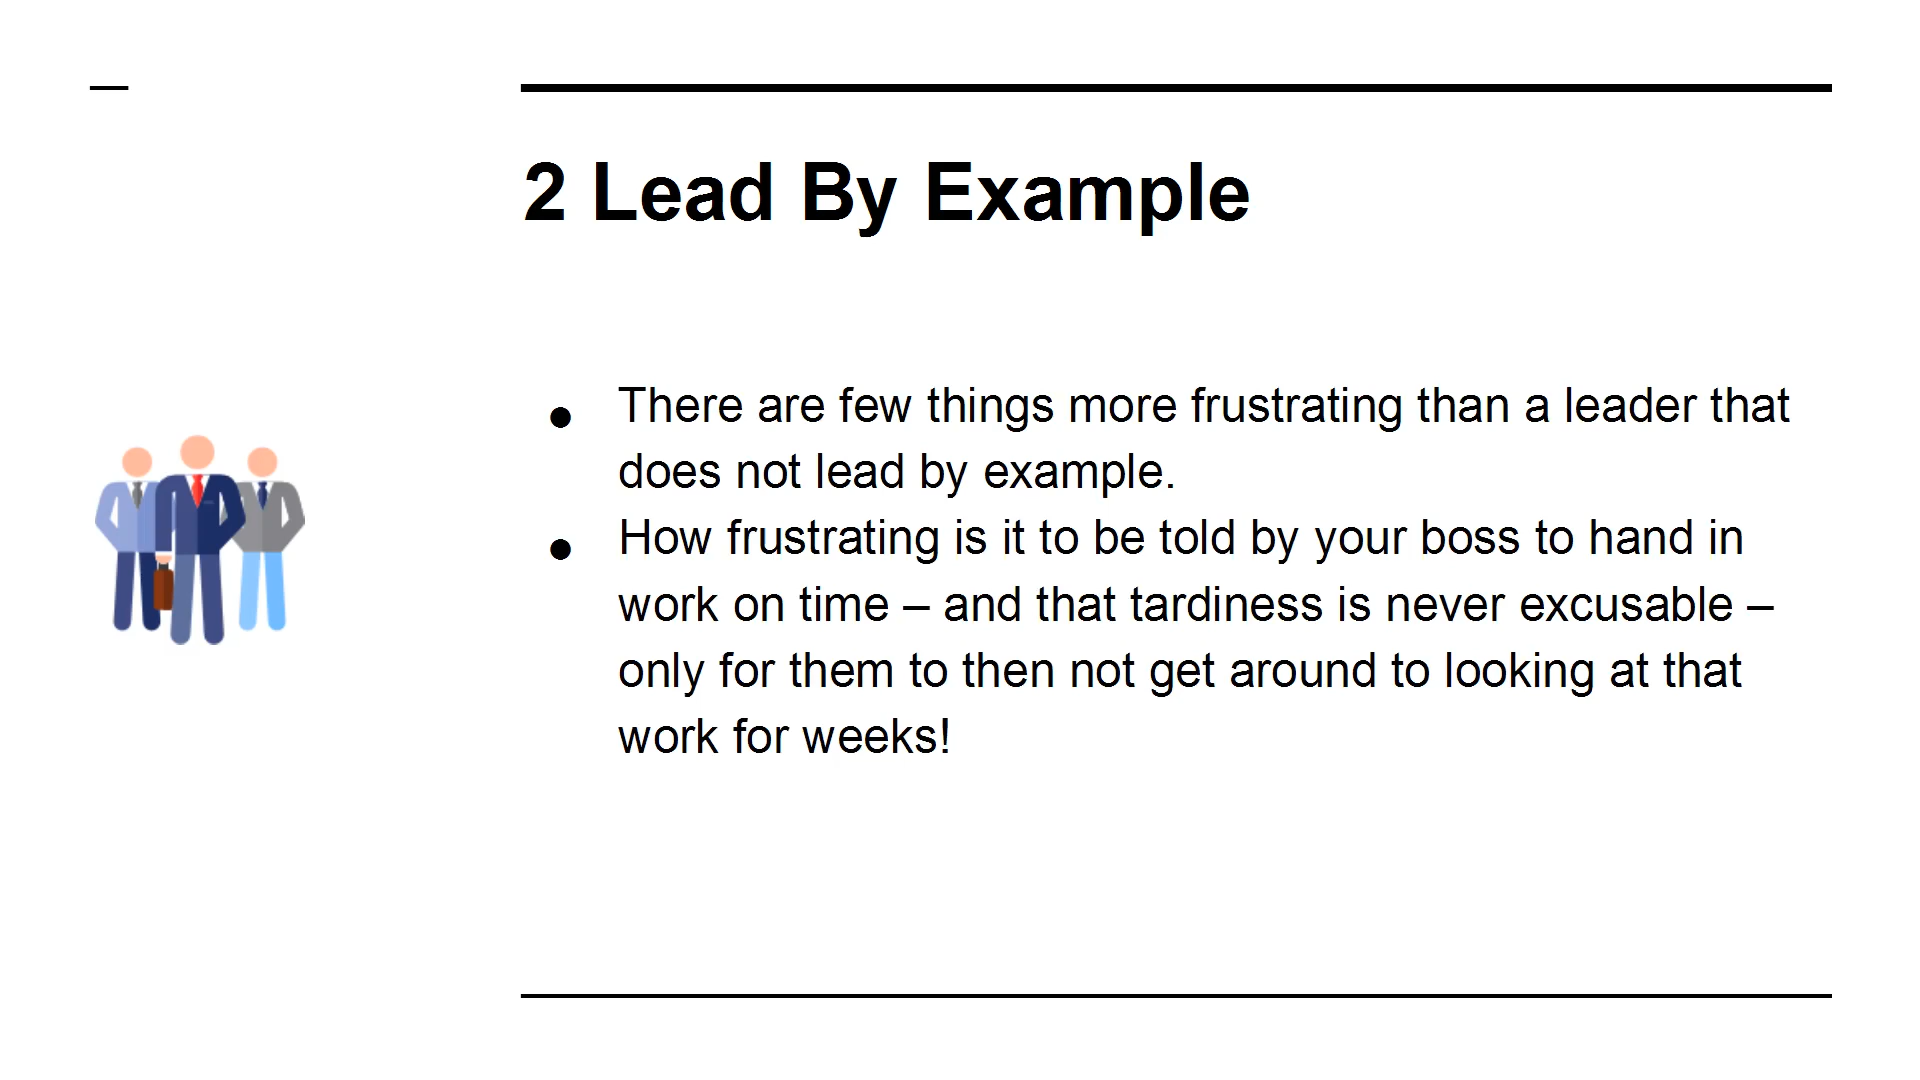 2 Lead By Example
● There are few things more frustrating than a leader that
does not lead by example.
● How frustrating is it to be told by your boss to hand in
work on time – and that tardiness is never excusable –
only for them to then not get around to looking at that
work for weeks!